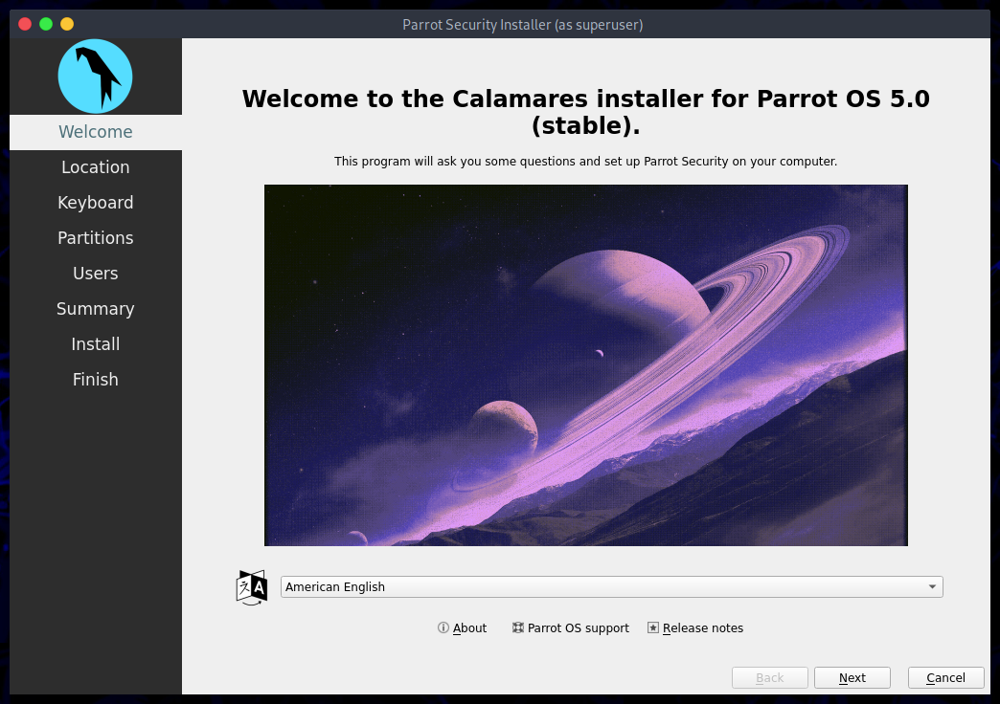 Parrot Security Installer (as superuser)
Welcome
Location
Keyboard
Partitions
Users
Summary
Install
Finish
Welcome to the Calamares installer for Parrot OS 5.0
(stable).
This program will ask you some questions and set up Parrot Security on your computer.
American English
About Parrot OS support Release notes
Back Next Cancel